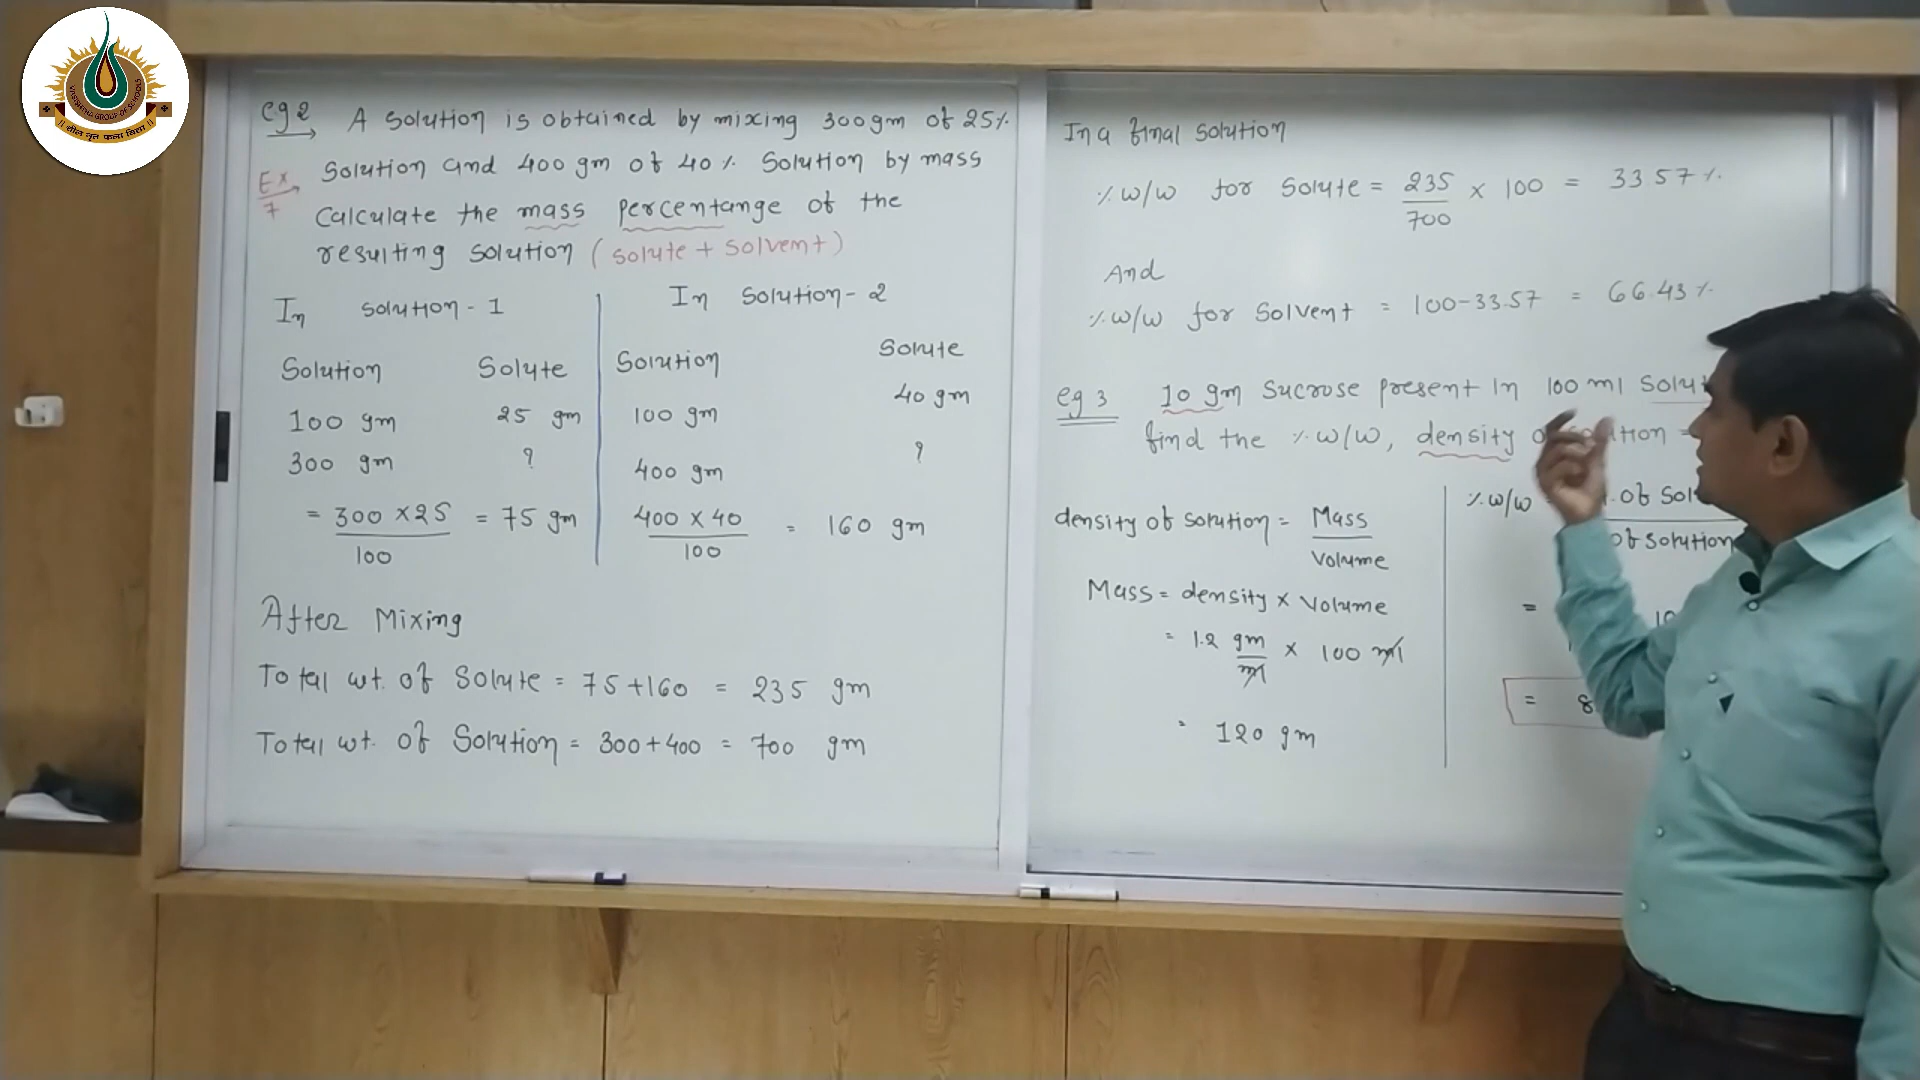 VASISHTHA GROUP OF SCHOOLS
|| शील वृत्त फला विद्या ||
eg 2 A solution is obtained by mixing 300 gm of 25%
Ex 7
solution and 400 gm of 40 % Solution by mass
Calculate the mass percentange of the
resulting solution (solute + solvent)
In solution - 1
Solution Solute
100 gm 25 gm
300 gm ?
= 300 × 25 / 100 = 75 gm
In Solution - 2
Solution Solute
100 gm 40 gm
400 gm ?
400 × 40 / 100 = 160 gm
After Mixing
Total wt. of Solute = 75+160 = 235 gm
Total wt. of Solution = 300+400 = 700 gm
In a final solution
% w/w for solute = 235 / 700 × 100 = 33.57 %
And
% w/w for Solvent = 100-33.57 = 66.43 %
eg 3 10 gm Sucrose present in 100 ml
find the % w/w, density
density of solution = Mass / Volume
Mass = density × Volume
= 1.2 gm / ml × 100 ml
= 120 gm
% w/w
of solution
=
=